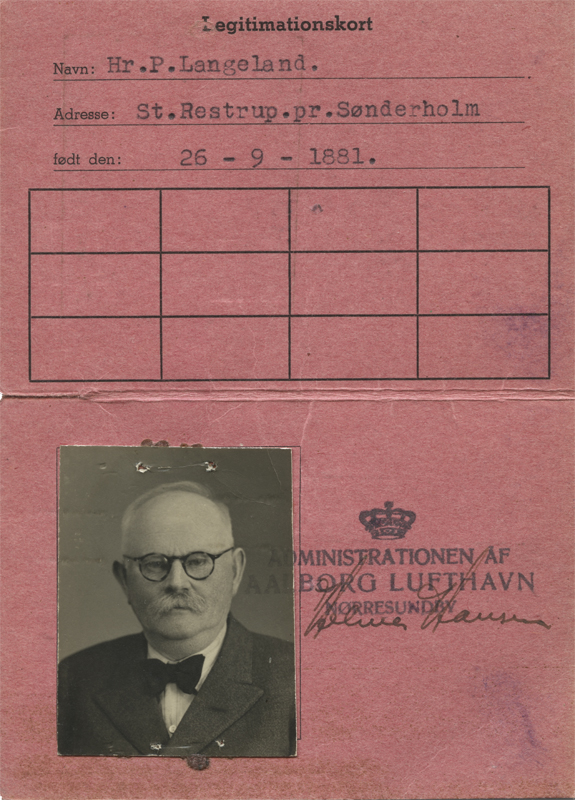 Legitimationskort
Navn: Hr.P.Langeland.
Adresse: St.Restrup.pr.Sønderholm
født den: 26 - 9 - 1881.
ADMINISTRATIONEN AF
AALBORG LUFTHAVN
NØRRESUNDBY
Hansen